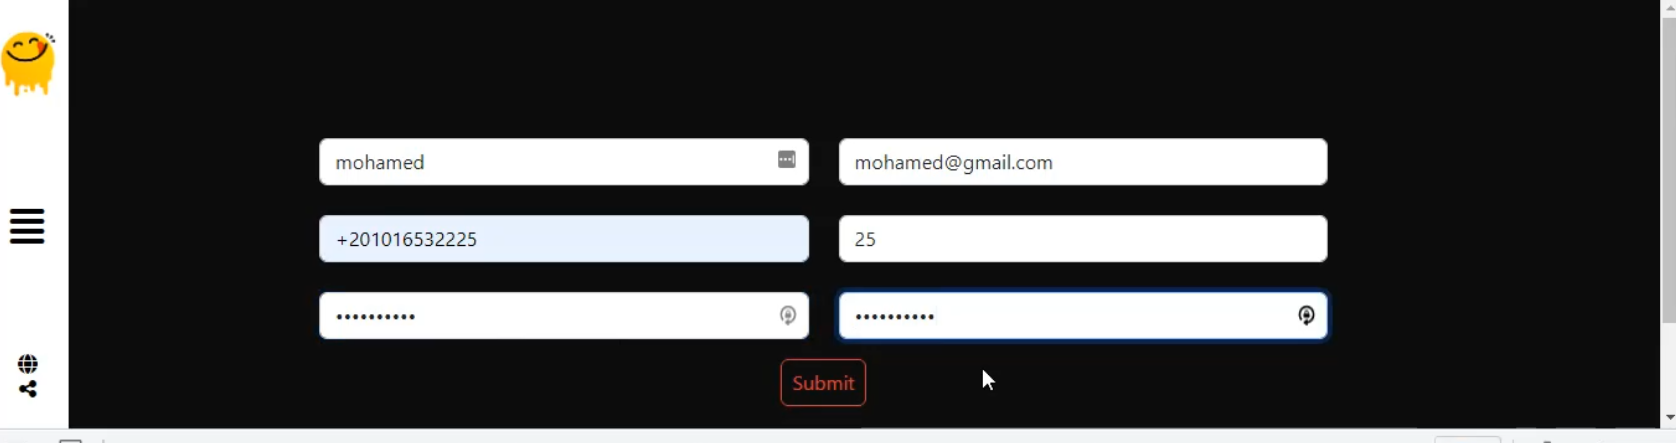 mohamed
mohamed@gmail.com
+201016532225
25
••••••••••
••••••••••
Submit